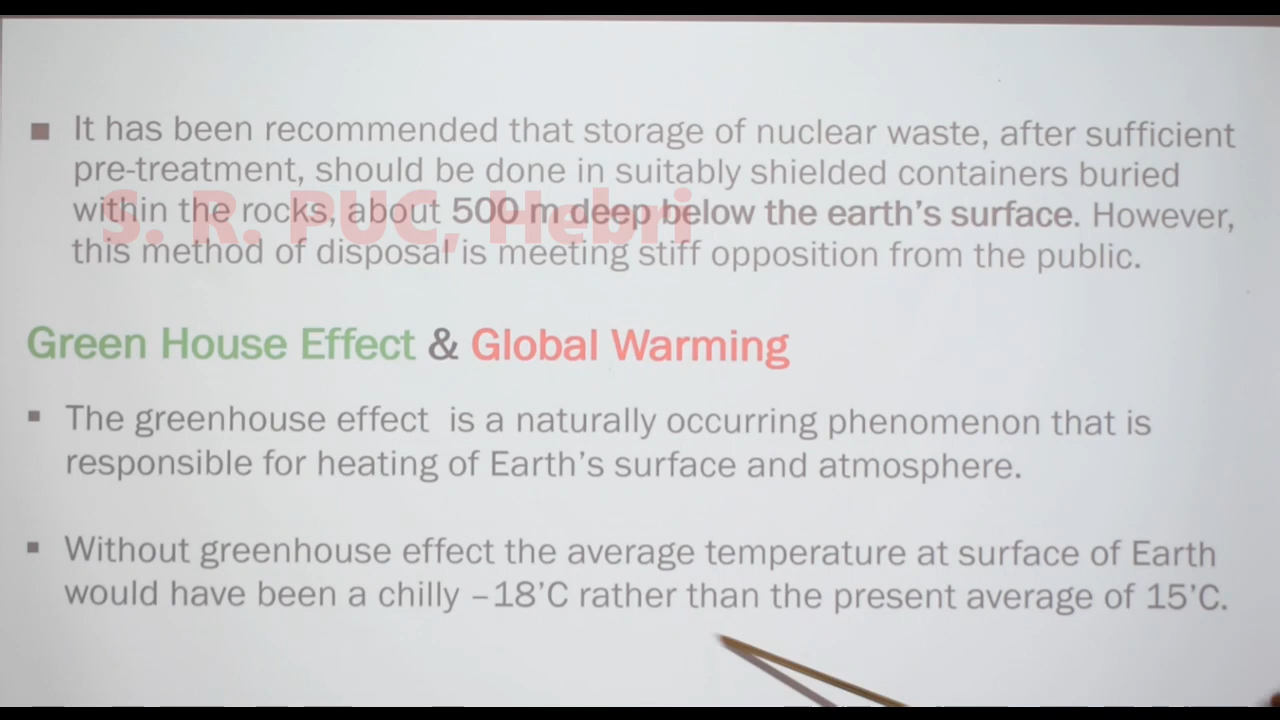 It has been recommended that storage of nuclear waste, after sufficient
pre-treatment, should be done in suitably shielded containers buried
within the rocks, about 500 m deep below the earth's surface. However,
S. R. PUC, Hebri
this method of disposal is meeting stiff opposition from the public.
Green House Effect & Global Warming
The greenhouse effect is a naturally occurring phenomenon that is
responsible for heating of Earth's surface and atmosphere.
Without greenhouse effect the average temperature at surface of Earth
would have been a chilly –18'C rather than the present average of 15'C.